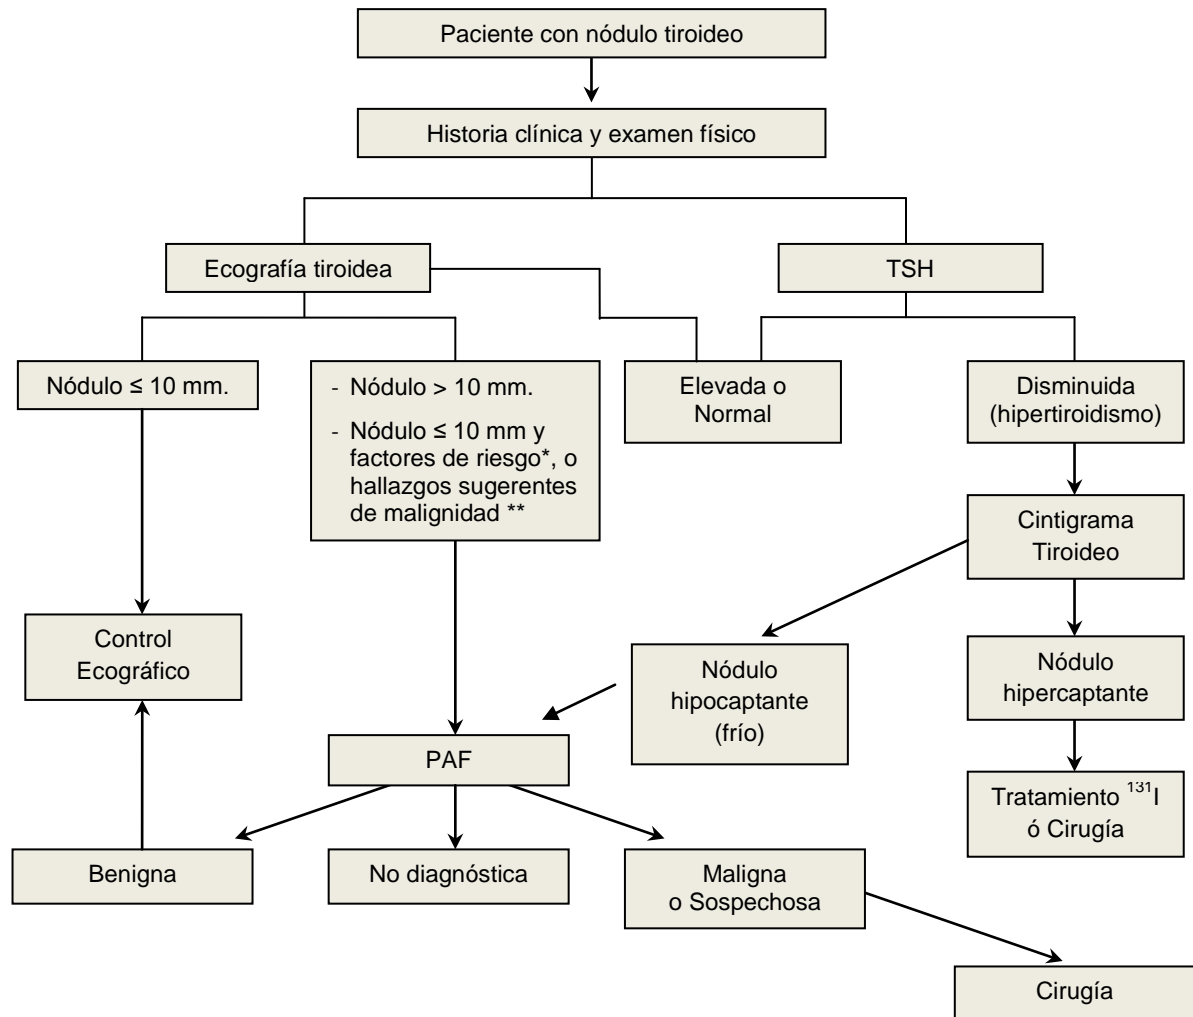 Paciente con nódulo tiroideo
Historia clínica y examen físico
Ecografía tiroidea
TSH
Nódulo ≤ 10 mm.
- Nódulo > 10 mm.
- Nódulo ≤ 10 mm y
factores de riesgo*, o
hallazgos sugerentes
de malignidad **
Elevada o
Normal
Disminuida
(hipertiroidismo)
Cintigrama
Tiroideo
Control
Ecográfico
Nódulo
hipocaptante
(frío)
Nódulo
hipercaptante
PAF
Tratamiento ¹³¹I
ó Cirugía
Benigna
No diagnóstica
Maligna
o Sospechosa
Cirugía